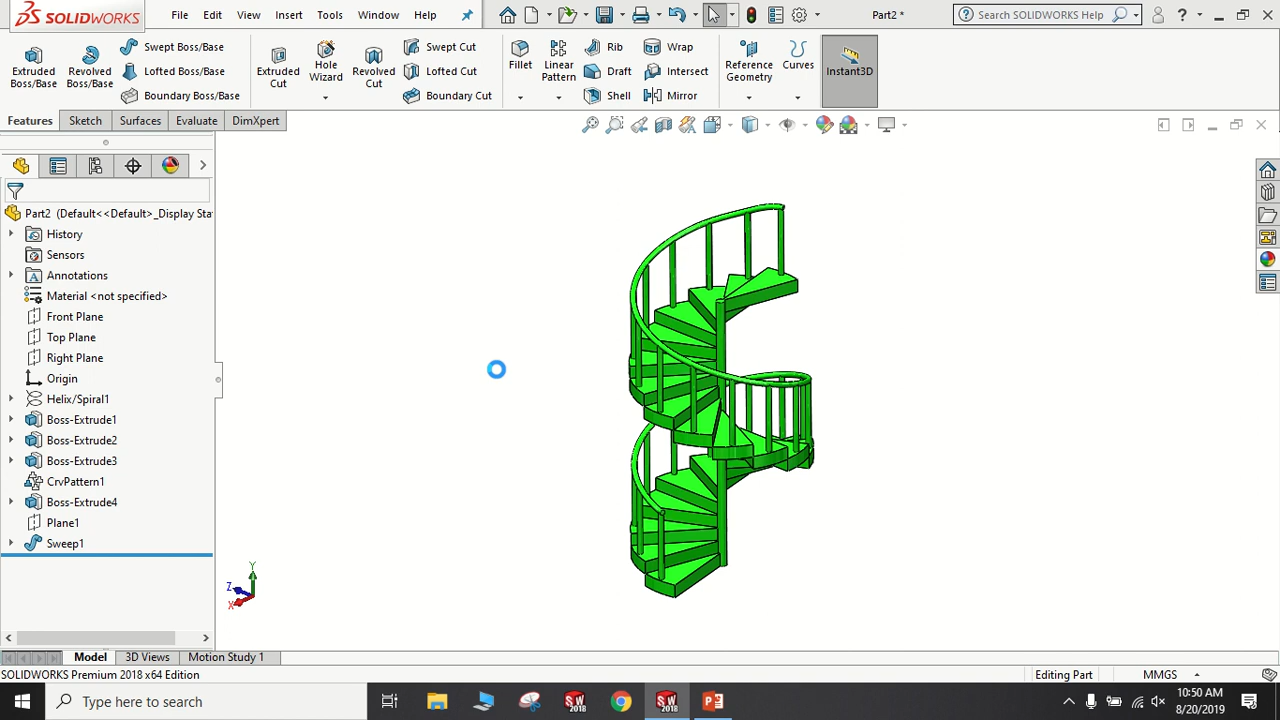 SOLIDWORKS
File Edit View Insert Tools Window Help
Part2 *
Search SOLIDWORKS Help
Extruded Boss/Base
Revolved Boss/Base
Swept Boss/Base
Lofted Boss/Base
Boundary Boss/Base
Extruded Cut
Hole Wizard
Revolved Cut
Swept Cut
Lofted Cut
Boundary Cut
Fillet
Linear Pattern
Rib
Draft
Shell
Wrap
Intersect
Mirror
Reference Geometry
Curves
Instant3D
Features Sketch Surfaces Evaluate DimXpert
Part2 (Default<<Default>_Display Sta
History
Sensors
Annotations
Material <not specified>
Front Plane
Top Plane
Right Plane
Origin
Helix/Spiral1
Boss-Extrude1
Boss-Extrude2
Boss-Extrude3
CrvPattern1
Boss-Extrude4
Plane1
Sweep1
Y
Z
X
Model 3D Views Motion Study 1
SOLIDWORKS Premium 2018 x64 Edition
Editing Part
MMGS
Type here to search
SW 2018
SW 2018
10:50 AM
8/20/2019